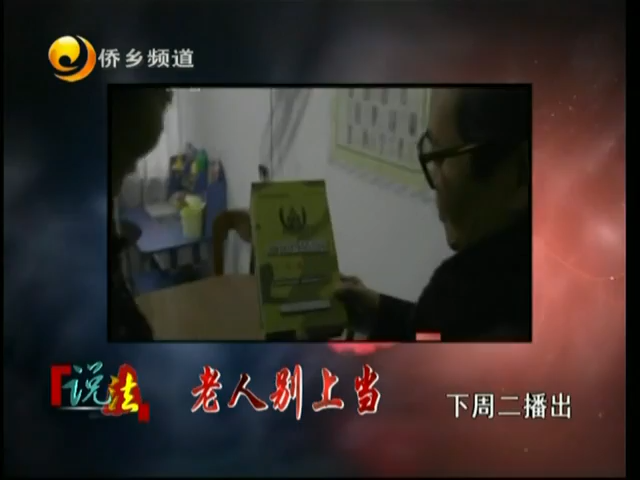 侨乡频道
说法
老人别上当
下周二播出